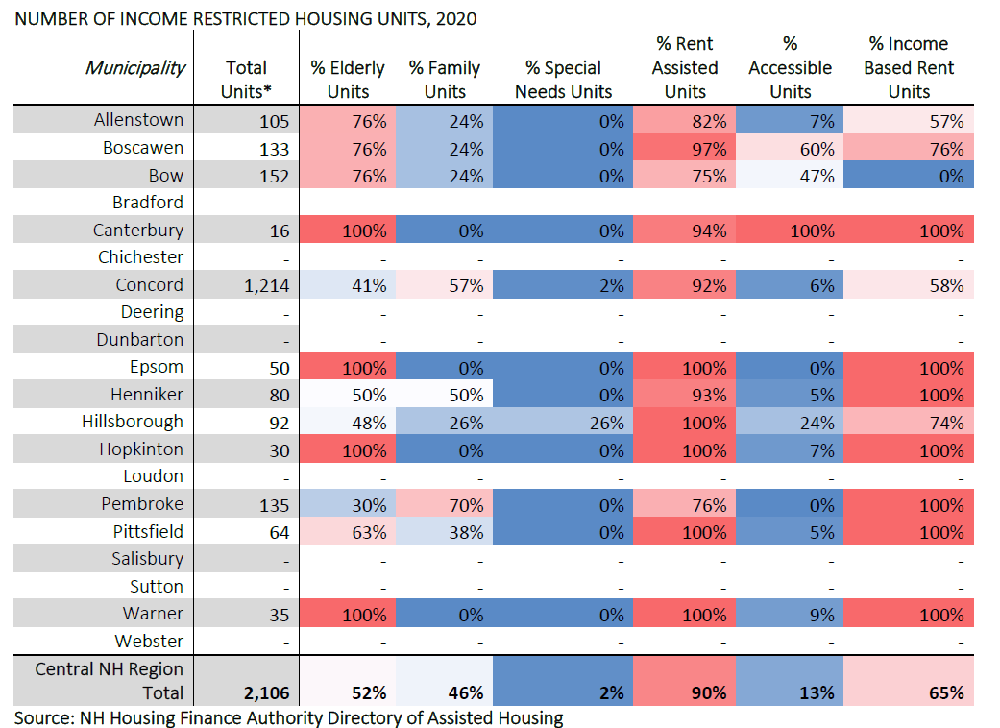 NUMBER OF INCOME RESTRICTED HOUSING UNITS, 2020
Municipality Total Units* % Elderly Units % Family Units % Special Needs Units % Rent Assisted Units % Accessible Units % Income Based Rent Units
Allenstown 105 76% 24% 0% 82% 7% 57%
Boscawen 133 76% 24% 0% 97% 60% 76%
Bow 152 76% 24% 0% 75% 47% 0%
Bradford - - - - - - -
Canterbury 16 100% 0% 0% 94% 100% 100%
Chichester - - - - - - -
Concord 1,214 41% 57% 2% 92% 6% 58%
Deering - - - - - - -
Dunbarton - - - - - - -
Epsom 50 100% 0% 0% 100% 0% 100%
Henniker 80 50% 50% 0% 93% 5% 100%
Hillsborough 92 48% 26% 26% 100% 24% 74%
Hopkinton 30 100% 0% 0% 100% 7% 100%
Loudon - - - - - - -
Pembroke 135 30% 70% 0% 76% 0% 100%
Pittsfield 64 63% 38% 0% 100% 5% 100%
Salisbury - - - - - - -
Sutton - - - - - - -
Warner 35 100% 0% 0% 100% 9% 100%
Webster - - - - - - -
Central NH Region
Total 2,106 52% 46% 2% 90% 13% 65%
Source: NH Housing Finance Authority Directory of Assisted Housing